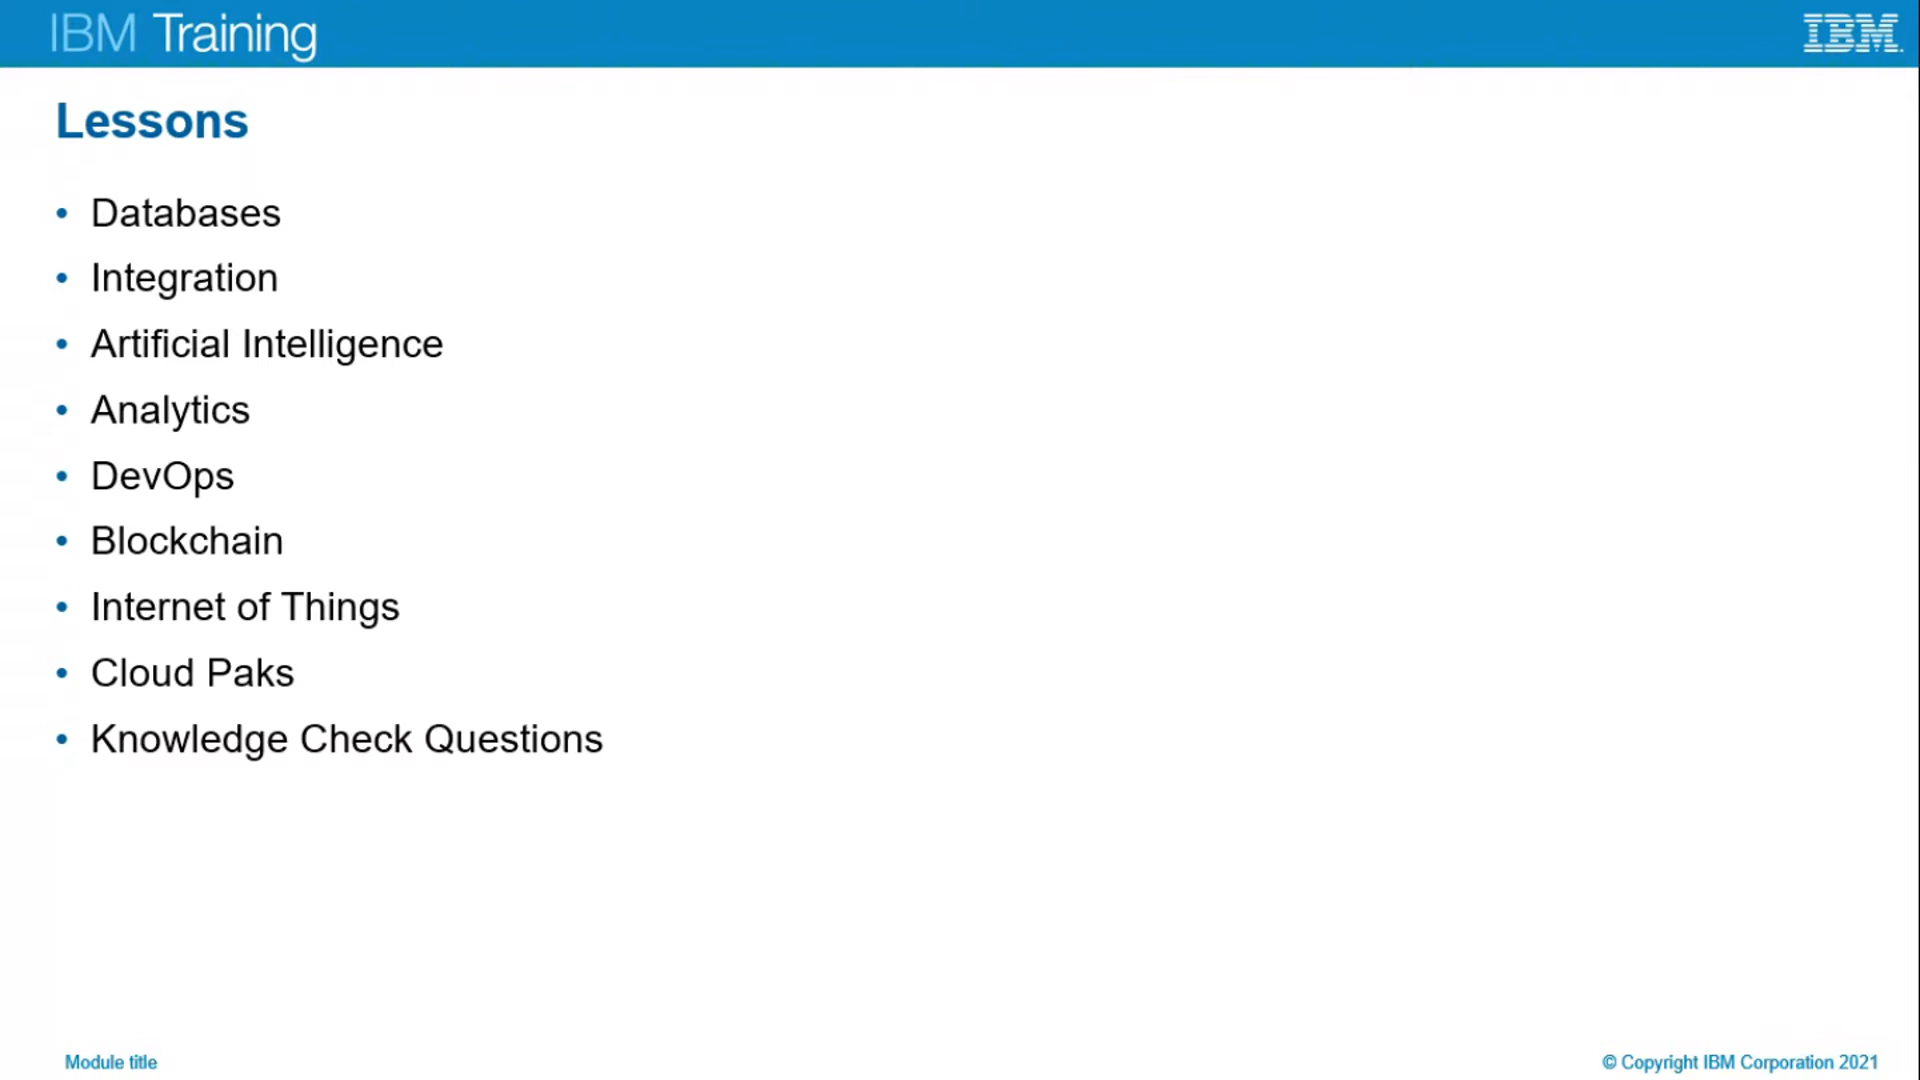 IBM Training
IBM
Lessons
• Databases
• Integration
• Artificial Intelligence
• Analytics
• DevOps
• Blockchain
• Internet of Things
• Cloud Paks
• Knowledge Check Questions
Module title
© Copyright IBM Corporation 2021